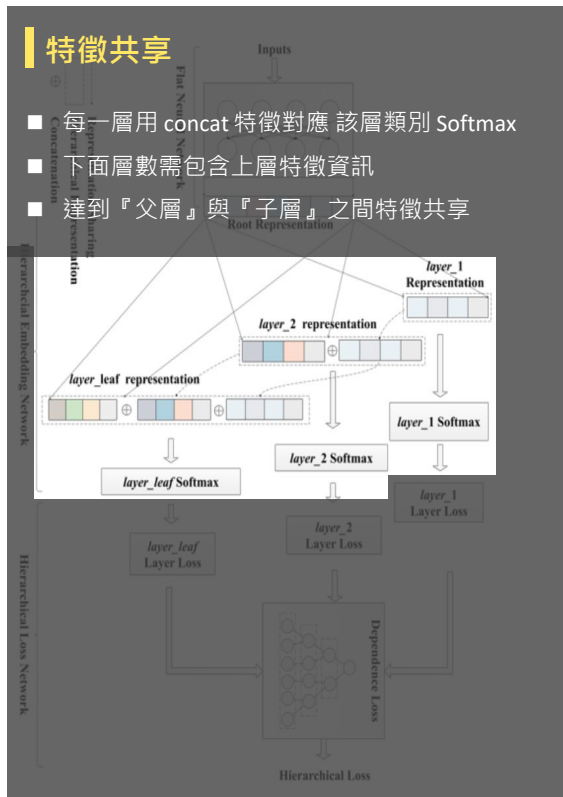 特徵共享
Inputs
■ 每一層用 concat 特徵對應 該層類別 Softmax
■ 下面層數需包含上層特徵資訊
■ 達到『父層』與『子層』之間特徵共享
Flat Neural Network
Representation Sharing
Hierarchical Representation
⊕ Concatenation
Root Representation
Hierarchcial Embedding Network
layer_1
Representation
layer_2 representation
⊕
layer_leaf representation
⊕ ⊕
layer_1 Softmax
layer_2 Softmax
layer_leaf Softmax
layer_1
Layer Loss
layer_2
Layer Loss
layer_leaf
Layer Loss
Hierarchical Loss Network
Dependence Loss
Hierarchical Loss